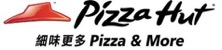 Pizza Hut
細味更多 Pizza & More